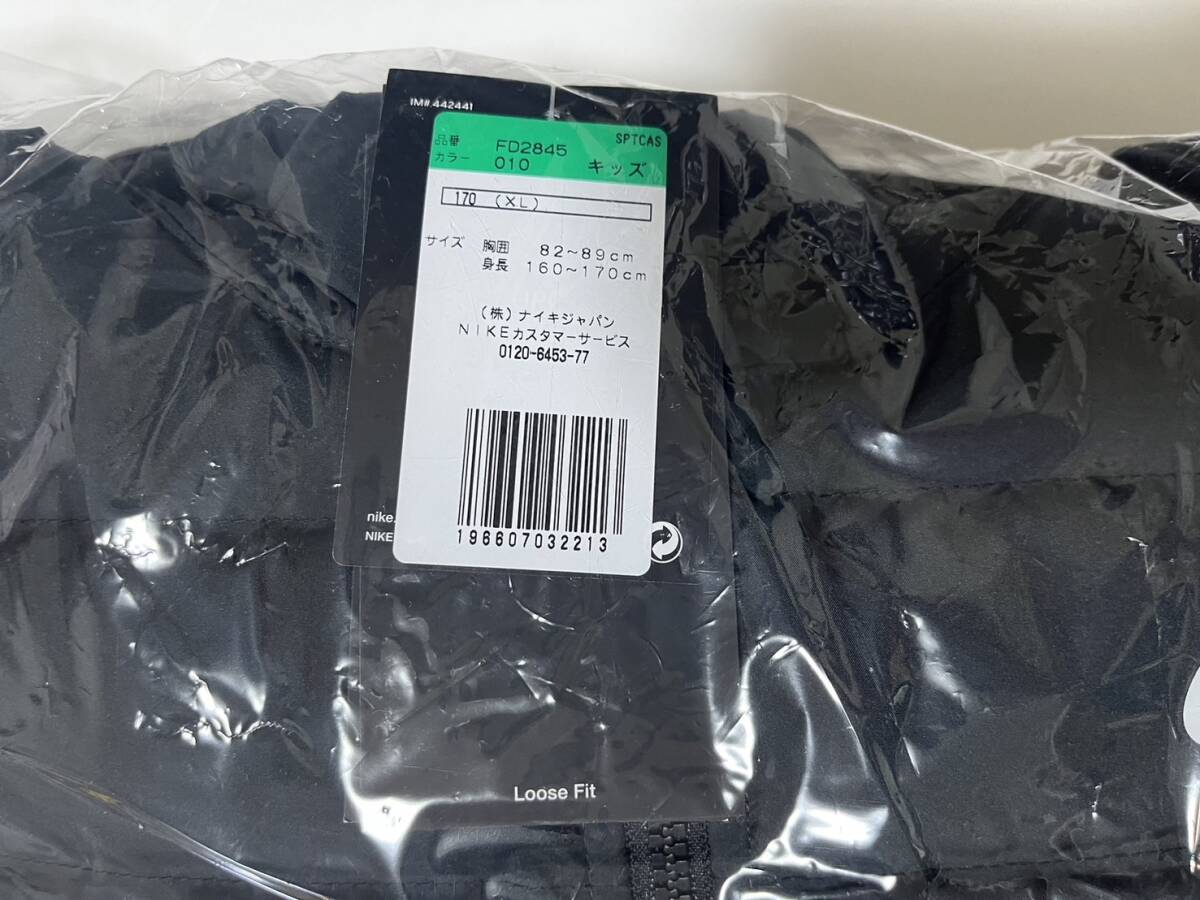 IM#.442441
品番 FD2845 SPTCAS
カラー 010 キッズ
170 (XL)
サイズ 胸囲 82~89cm
身長 160~170cm
(株)ナイキジャパン
NIKEカスタマーサービス
0120-6453-77
nike.
NIKE
196607032213
Loose Fit